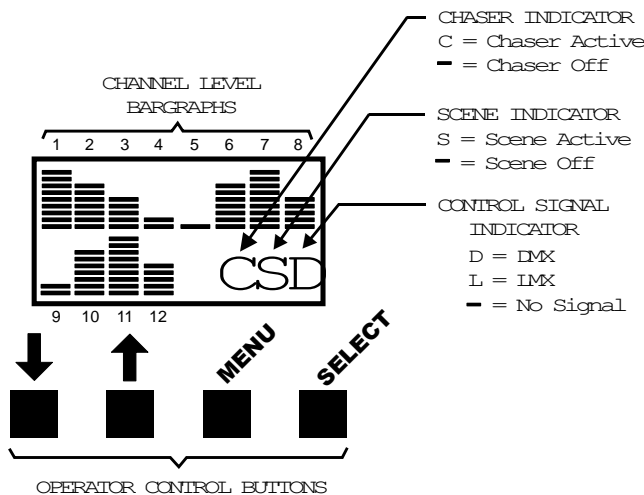 CHASER INDICATOR
C = Chaser Active
- = Chaser Off
CHANNEL LEVEL
BARGRAPHS
SCENE INDICATOR
S = Scene Active
- = Scene Off
1 2 3 4 5 6 7 8
CONTROL SIGNAL
INDICATOR
D = DMX
L = LMX
- = No Signal
CSD
9 10 11 12
MENU
SELECT
OPERATOR CONTROL BUTTONS